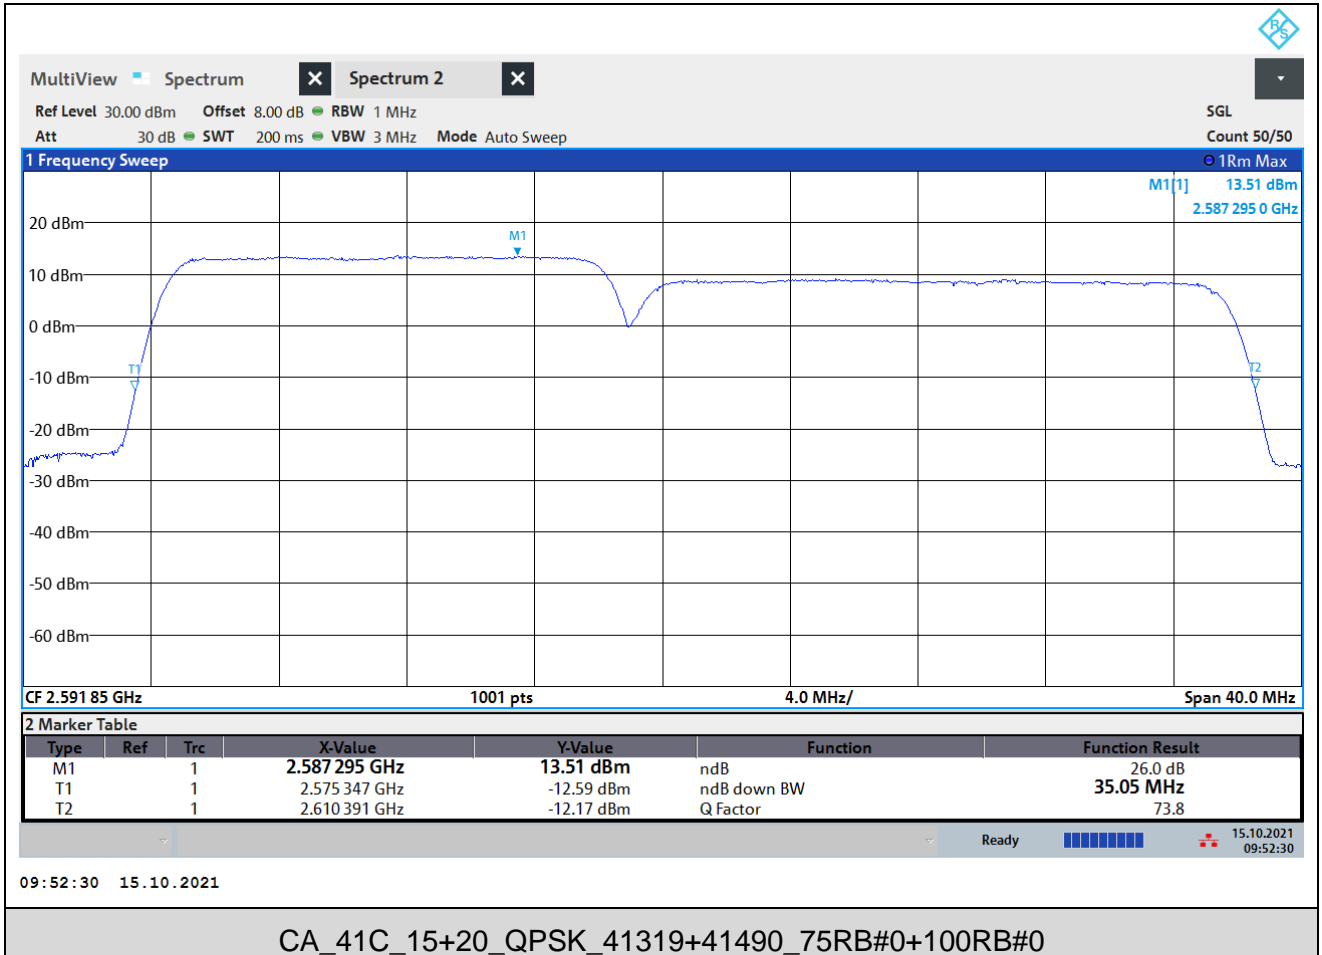 R&S
MultiView Spectrum X Spectrum 2 X
Ref Level 30.00 dBm Offset 8.00 dB RBW 1 MHz SGL
Att 30 dB SWT 200 ms VBW 3 MHz Mode Auto Sweep Count 50/50
1 Frequency Sweep 1Rm Max
M1[1] 13.51 dBm
2.587 295 0 GHz
20 dBm
M1
10 dBm
0 dBm
T1 T2
-10 dBm
-20 dBm
-30 dBm
-40 dBm
-50 dBm
-60 dBm
CF 2.591 85 GHz 1001 pts 4.0 MHz/ Span 40.0 MHz
2 Marker Table
Type Ref Trc X-Value Y-Value Function Function Result
M1 1 2.587 295 GHz 13.51 dBm ndB 26.0 dB
T1 1 2.575 347 GHz -12.59 dBm ndB down BW 35.05 MHz
T2 1 2.610 391 GHz -12.17 dBm Q Factor 73.8
Ready 15.10.2021
09:52:30
09:52:30 15.10.2021
CA_41C_15+20_QPSK_41319+41490_75RB#0+100RB#0